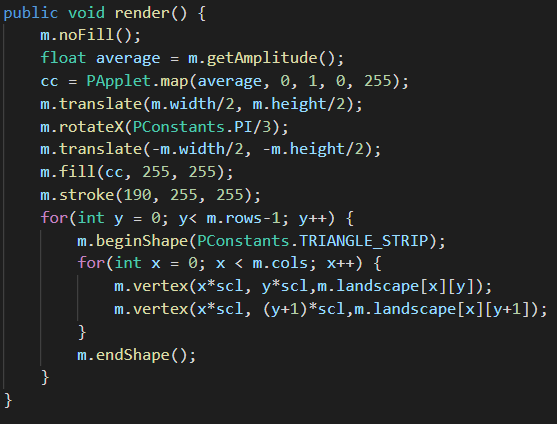 public void render() {
    m.noFill();
    float average = m.getAmplitude();
    cc = PApplet.map(average, 0, 1, 0, 255);
    m.translate(m.width/2, m.height/2);
    m.rotateX(PConstants.PI/3);
    m.translate(-m.width/2, -m.height/2);
    m.fill(cc, 255, 255);
    m.stroke(190, 255, 255);
    for(int y = 0; y< m.rows-1; y++) {
        m.beginShape(PConstants.TRIANGLE_STRIP);
        for(int x = 0; x < m.cols; x++) {
            m.vertex(x*scl, y*scl,m.landscape[x][y]);
            m.vertex(x*scl, (y+1)*scl,m.landscape[x][y+1]);
        }
        m.endShape();
    }
}